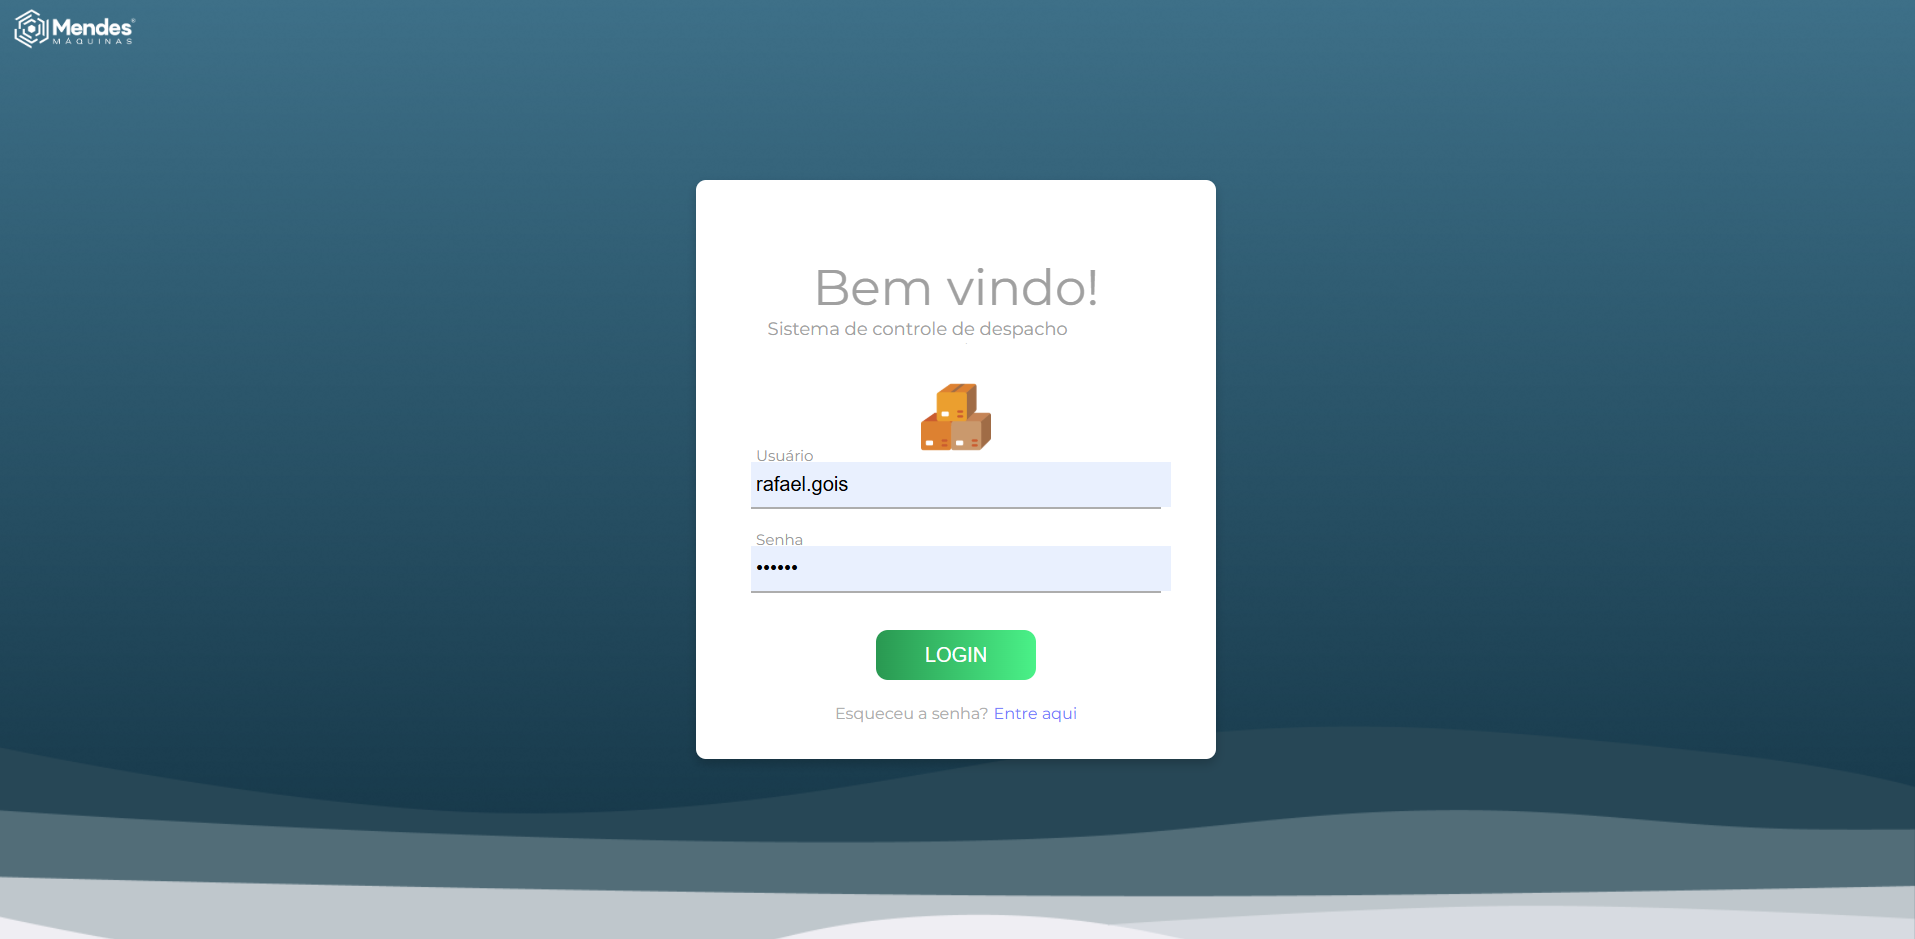 Mendes®
MÁQUINAS
Bem vindo!
Sistema de controle de despacho
Usuário
rafael.gois
Senha
••••••
LOGIN
Esqueceu a senha? Entre aqui